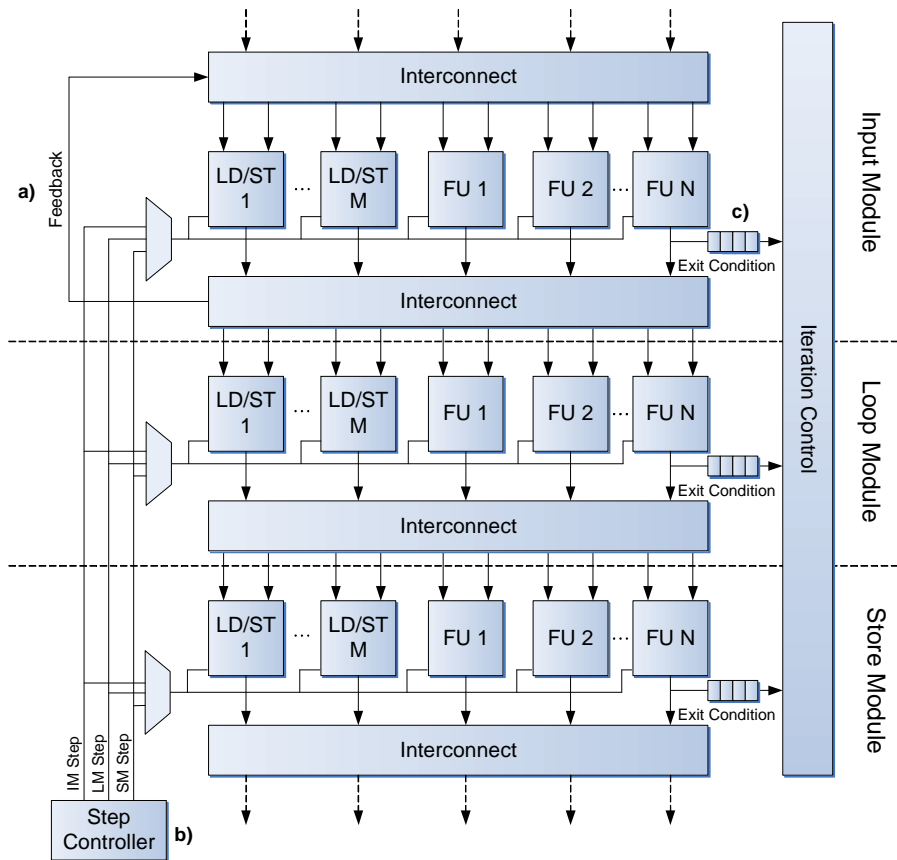 Interconnect
LD/ST
1
...
LD/ST
M
FU 1
FU 2
...
FU N
a)
Feedback
c)
Exit Condition
Interconnect
Input Module
LD/ST
1
...
LD/ST
M
FU 1
FU 2
...
FU N
Exit Condition
Interconnect
Loop Module
Iteration Control
LD/ST
1
...
LD/ST
M
FU 1
FU 2
...
FU N
Exit Condition
Interconnect
Store Module
IM Step
LM Step
SM Step
Step
Controller
b)